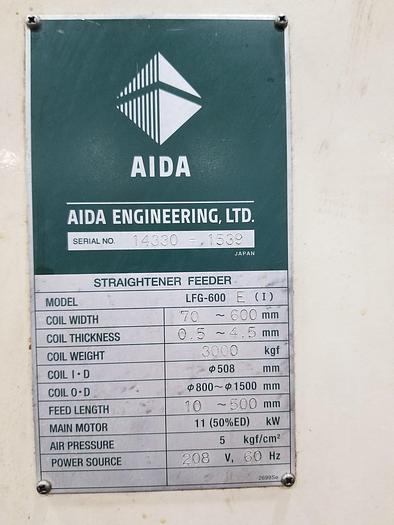 AIDA
AIDA ENGINEERING, LTD.
SERIAL NO. 14330 - 1539
JAPAN
STRAIGHTENER FEEDER
MODEL LFG-600 E (I)
COIL WIDTH 70 ~ 600 mm
COIL THICKNESS 0.5 ~ 4.5 mm
COIL WEIGHT 3000 kgf
COIL I・D φ508 mm
COIL O・D φ800~φ1500 mm
FEED LENGTH 10 ~ 500 mm
MAIN MOTOR 11 (50%ED) kW
AIR PRESSURE 5 kgf/cm²
POWER SOURCE 208 V, 60 Hz